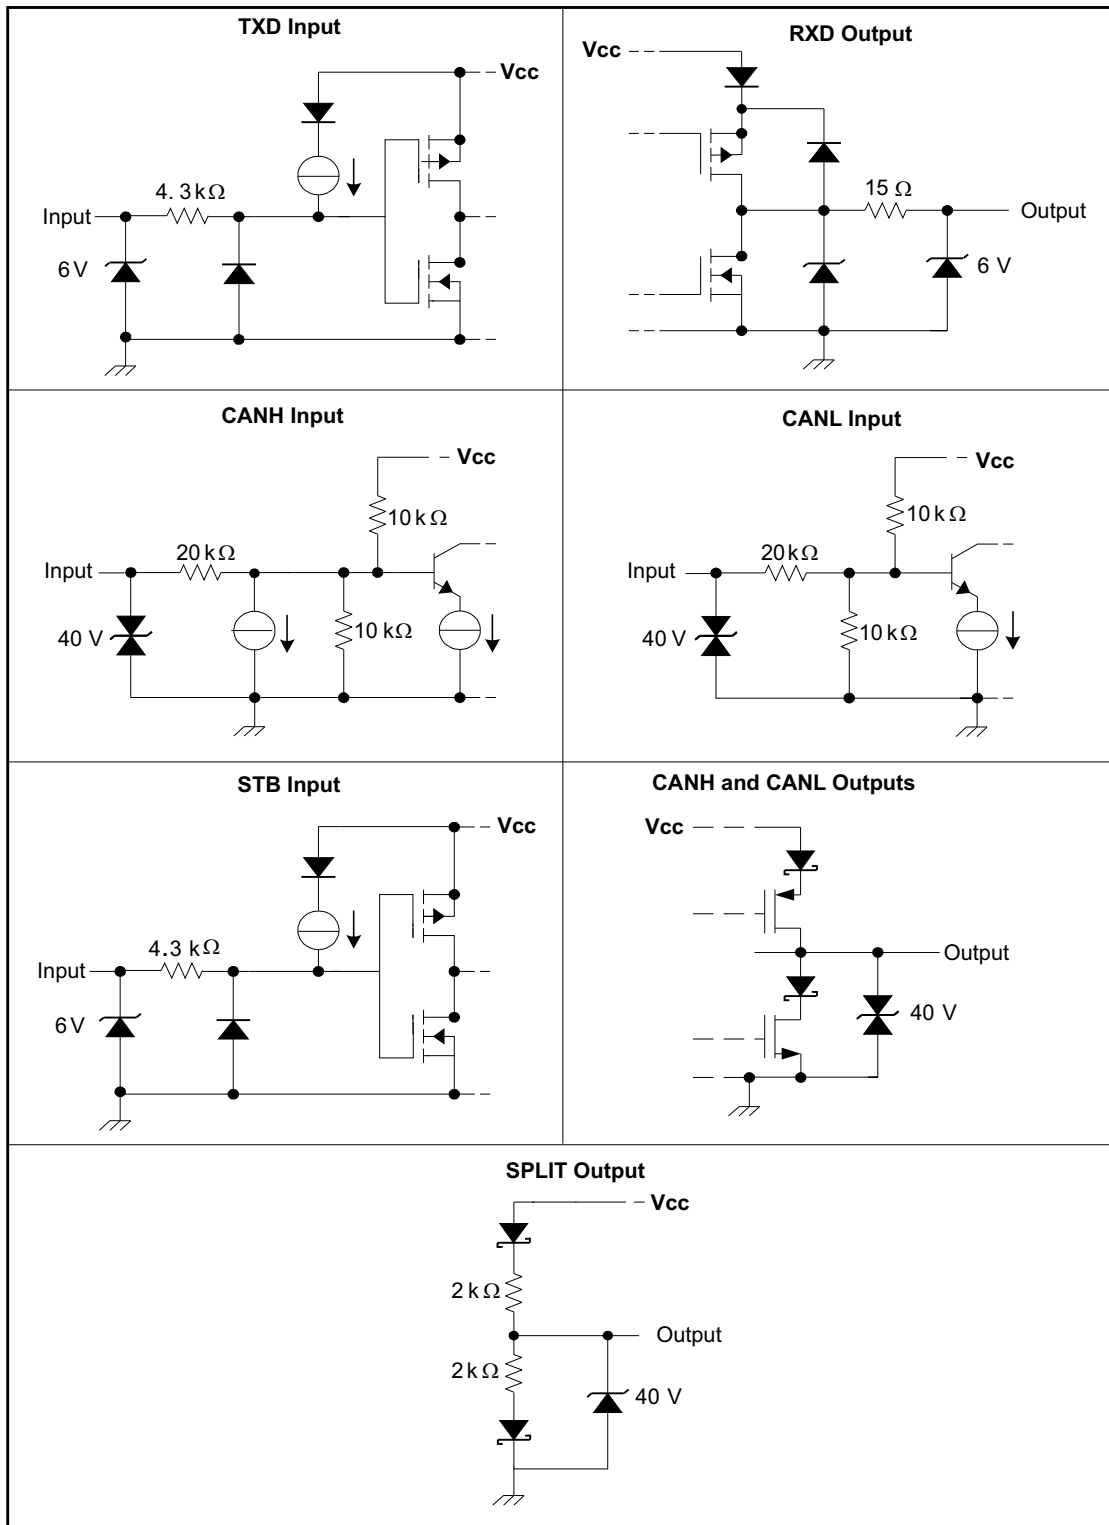 TXD Input
Vcc
4.3 kΩ
Input
6 V
RXD Output
Vcc
15 Ω
Output
6 V
CANH Input
Vcc
10 kΩ
20 kΩ
Input
40 V
10 kΩ
CANL Input
Vcc
10 kΩ
20 kΩ
Input
40 V
10 kΩ
STB Input
Vcc
4.3 kΩ
Input
6 V
CANH and CANL Outputs
Vcc
Output
40 V
SPLIT Output
Vcc
2 kΩ
Output
2 kΩ
40 V